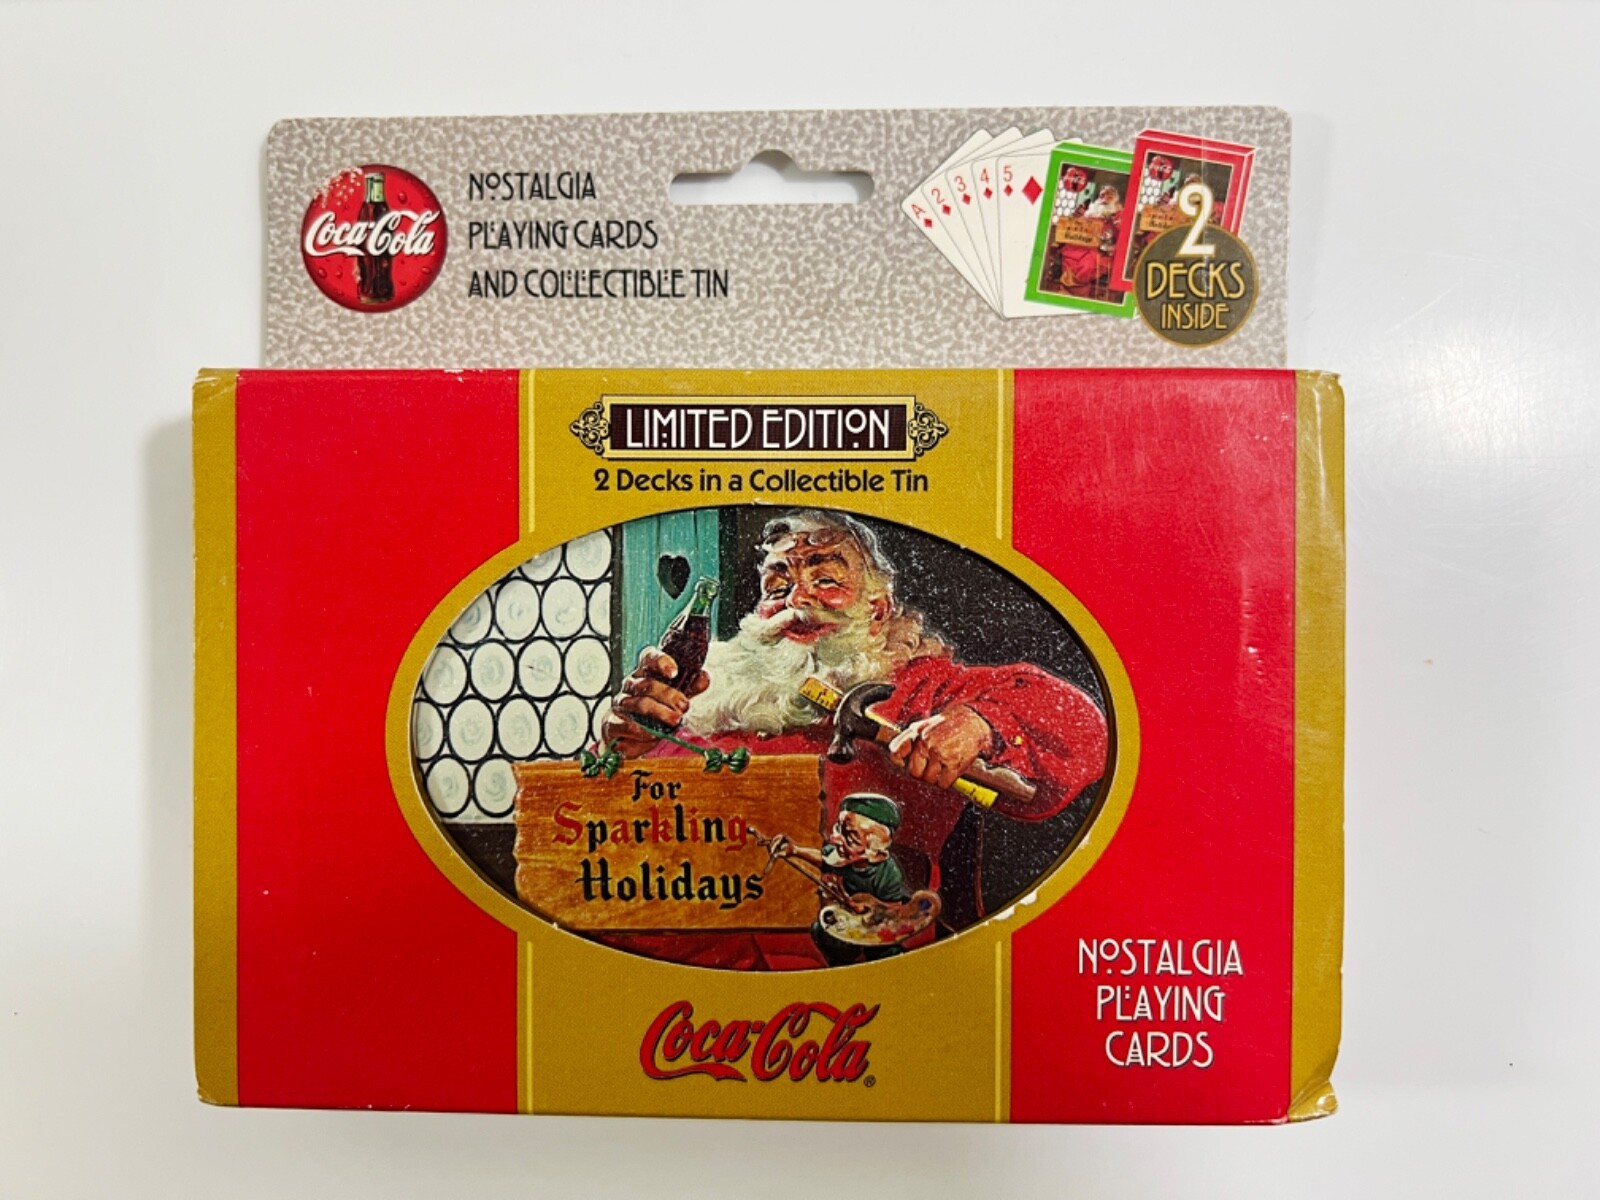 Coca-Cola
NOSTALGIA
PLAYING CARDS
AND COLLECTIBLE TIN
A 2 3 4 5
2
DECKS
INSIDE
LIMITED EDITION
2 Decks in a Collectible Tin
For
Sparkling
Holidays
Coca-Cola ®
NOSTALGIA
PLAYING
CARDS